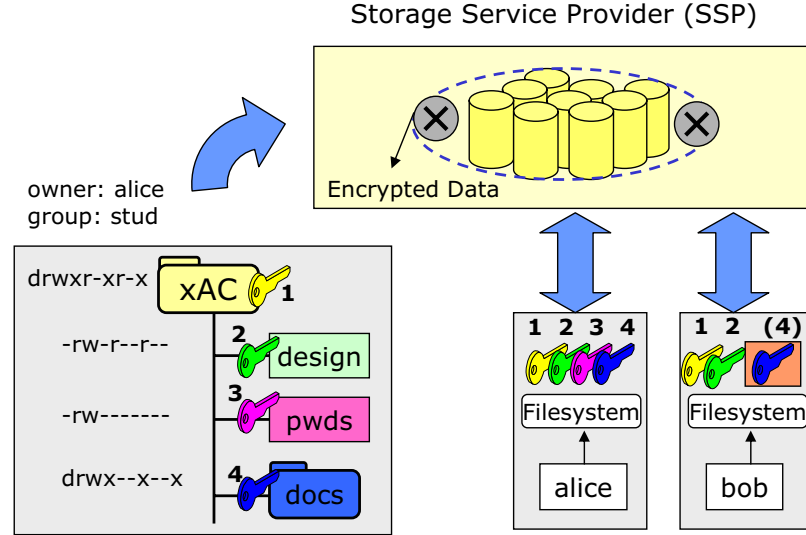 Storage Service Provider (SSP)
Encrypted Data
owner: alice
group: stud
drwxr-xr-x
xAC
1
-rw-r--r--
2
design
-rw-------
3
pwds
drwx--x--x
4
docs
1 2 3 4
Filesystem
alice
1 2 (4)
Filesystem
bob